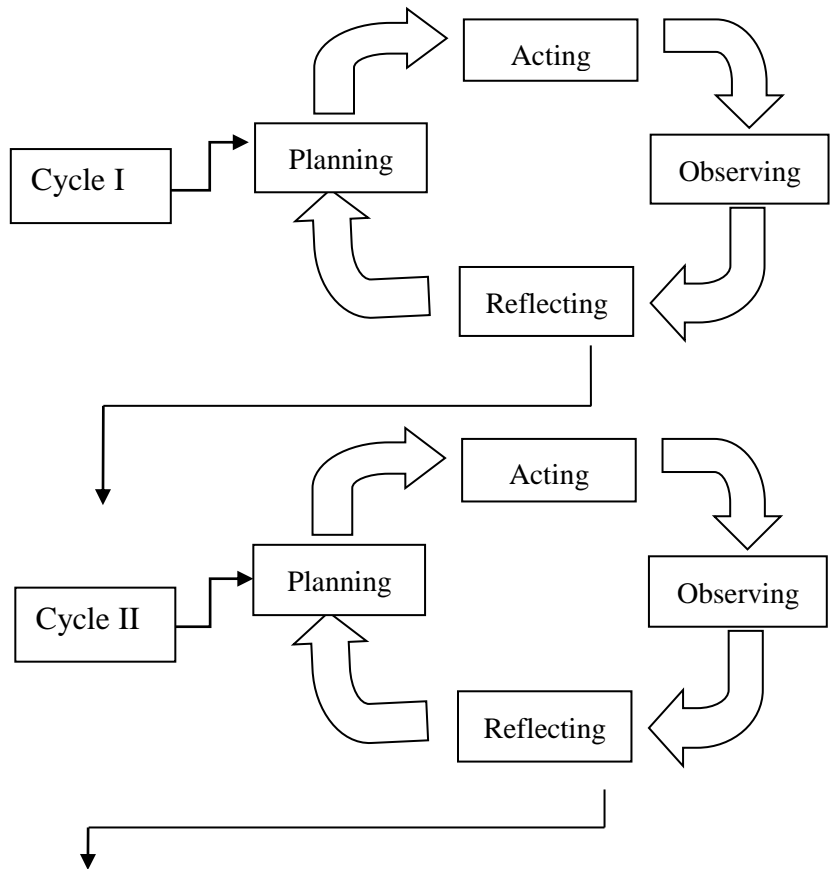 Acting
Cycle I
Planning
Observing
Reflecting
Acting
Cycle II
Planning
Observing
Reflecting